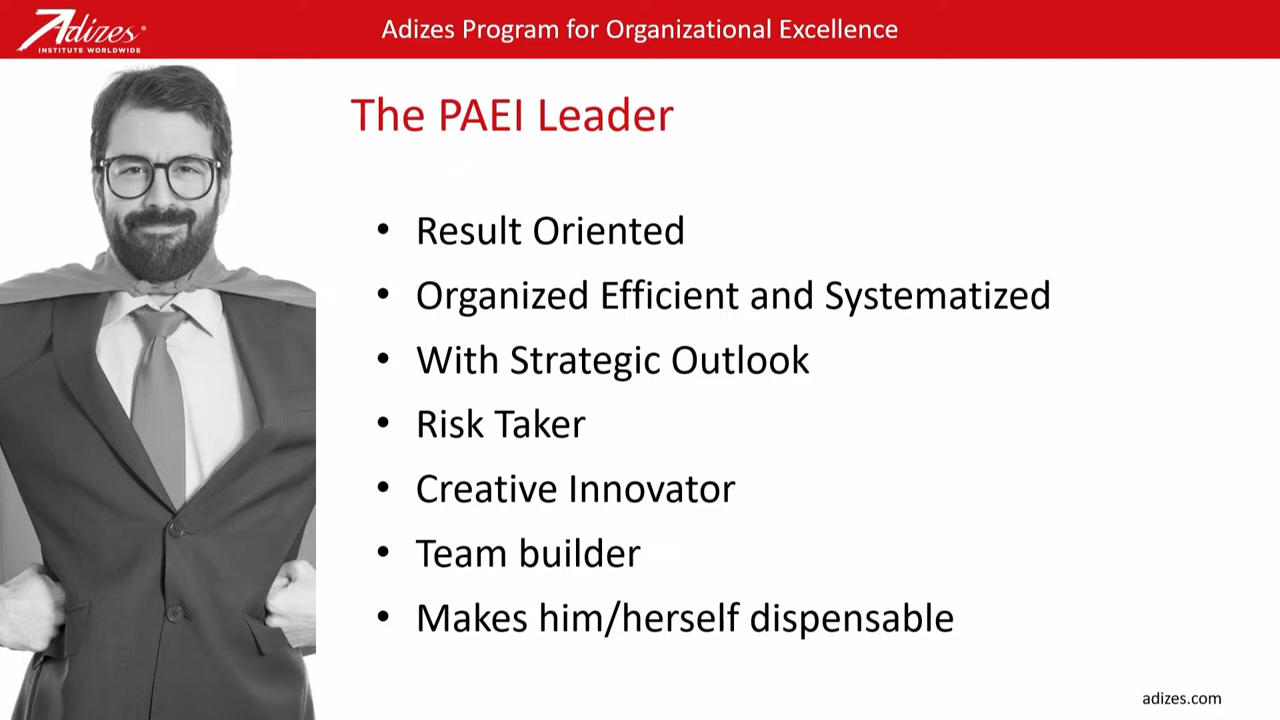 Adizes®
INSTITUTE WORLDWIDE
Adizes Program for Organizational Excellence
The PAEI Leader
• Result Oriented
• Organized Efficient and Systematized
• With Strategic Outlook
• Risk Taker
• Creative Innovator
• Team builder
• Makes him/herself dispensable
adizes.com